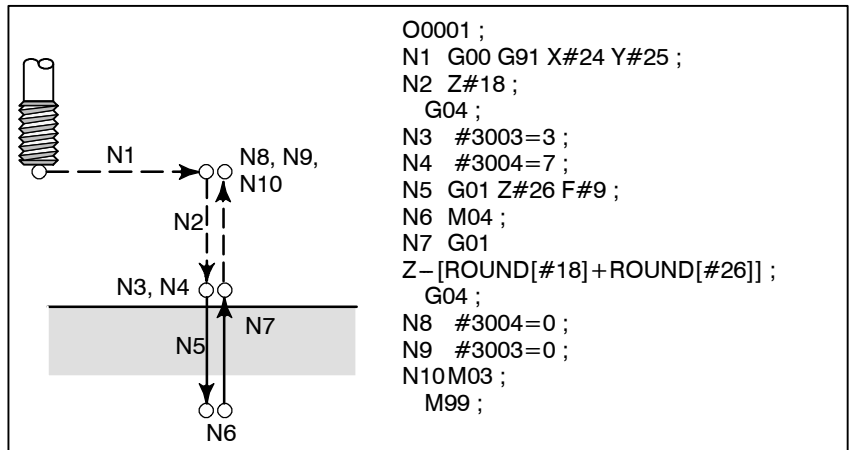 O0001 ;
N1 G00 G91 X#24 Y#25 ;
N2 Z#18 ;
G04 ;
N3 #3003=3 ;
N4 #3004=7 ;
N5 G01 Z#26 F#9 ;
N6 M04 ;
N7 G01
Z−[ROUND[#18]+ROUND[#26]] ;
G04 ;
N8 #3004=0 ;
N9 #3003=0 ;
N10M03 ;
M99 ;
N1
N8, N9,
N10
N2
N3, N4
N7
N5
N6